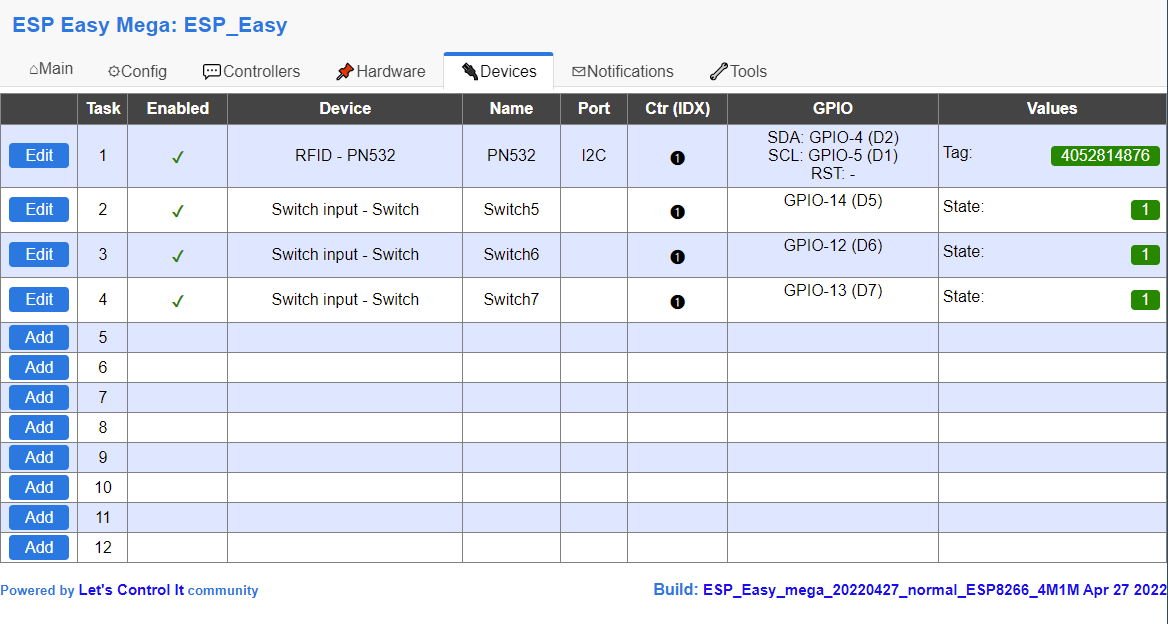 ESP Easy Mega: ESP_Easy
Main Config Controllers Hardware Devices Notifications Tools
Task Enabled Device Name Port Ctr (IDX) GPIO Values
Edit 1 ✓ RFID - PN532 PN532 I2C ❶ SDA: GPIO-4 (D2)
SCL: GPIO-5 (D1)
RST: - Tag: 4052814876
Edit 2 ✓ Switch input - Switch Switch5 ❶ GPIO-14 (D5) State: 1
Edit 3 ✓ Switch input - Switch Switch6 ❶ GPIO-12 (D6) State: 1
Edit 4 ✓ Switch input - Switch Switch7 ❶ GPIO-13 (D7) State: 1
Add 5
Add 6
Add 7
Add 8
Add 9
Add 10
Add 11
Add 12
Powered by Let's Control It community
Build: ESP_Easy_mega_20220427_normal_ESP8266_4M1M Apr 27 2022